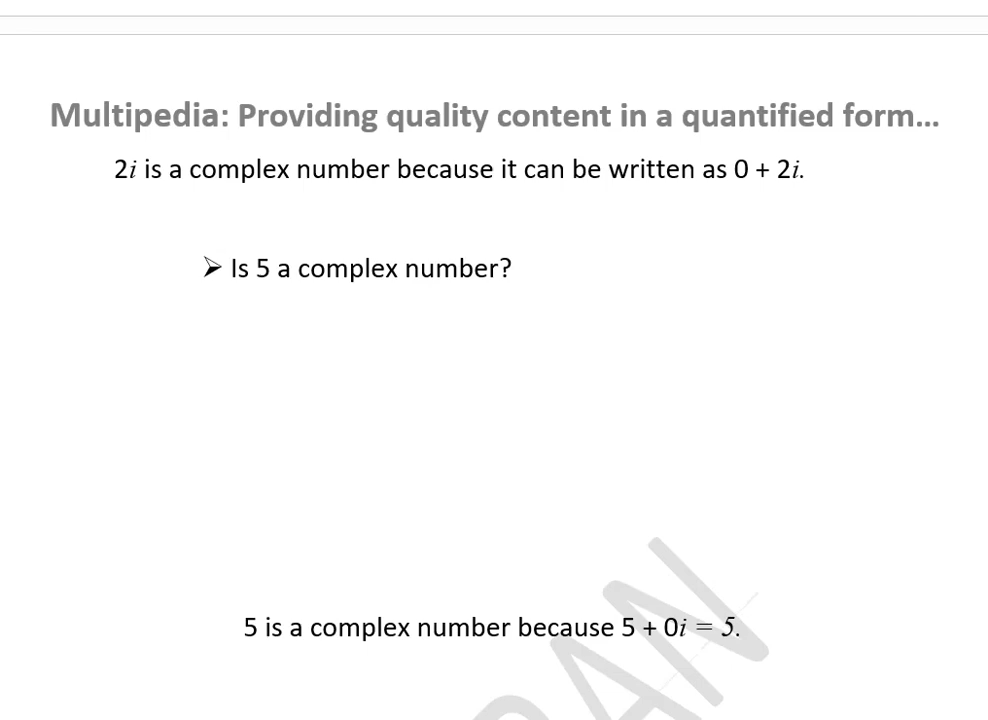 Multipedia: Providing quality content in a quantified form...
2i is a complex number because it can be written as 0 + 2i.
➢ Is 5 a complex number?
5 is a complex number because 5 + 0i = 5.
AN